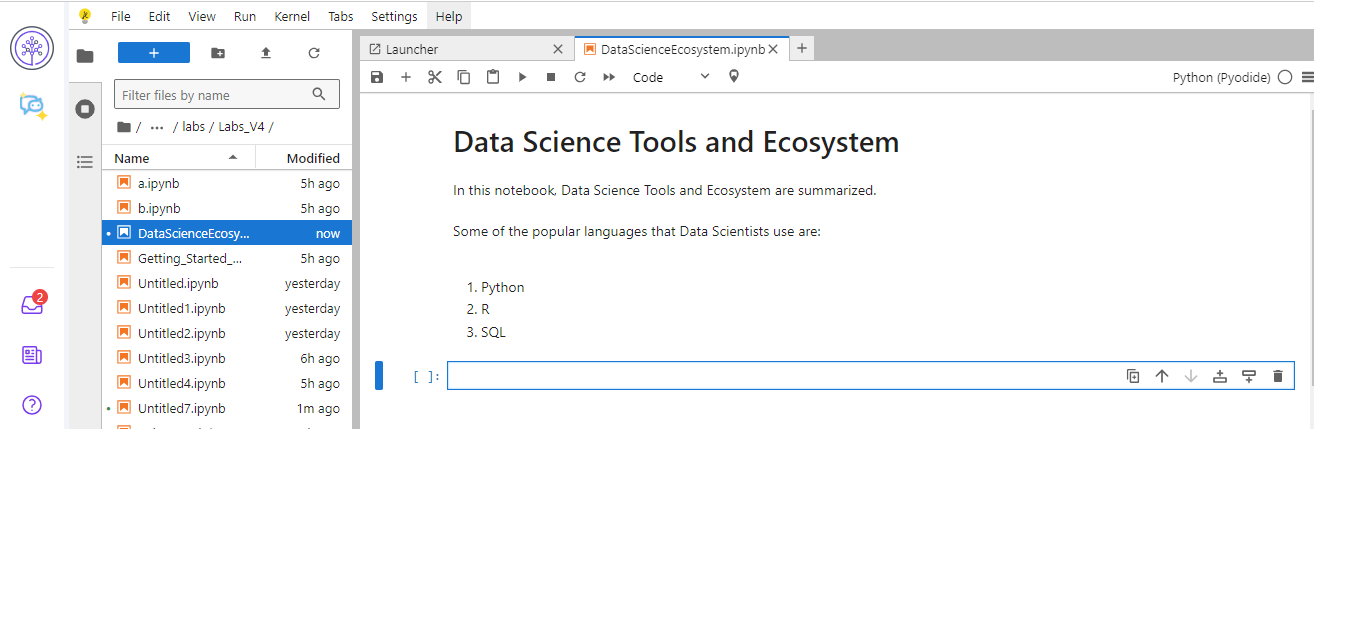 File Edit View Run Kernel Tabs Settings Help
Launcher
DataScienceEcosystem.ipynb
Code
Python (Pyodide)
Filter files by name
/ ... / labs / Labs_V4 /
Name Modified
a.ipynb 5h ago
b.ipynb 5h ago
DataScienceEcosy... now
Getting_Started_... 5h ago
Untitled.ipynb yesterday
Untitled1.ipynb yesterday
Untitled2.ipynb yesterday
Untitled3.ipynb 6h ago
Untitled4.ipynb 5h ago
Untitled7.ipynb 1m ago
2
Data Science Tools and Ecosystem
In this notebook, Data Science Tools and Ecosystem are summarized.
Some of the popular languages that Data Scientists use are:
1. Python
2. R
3. SQL
[ ]: